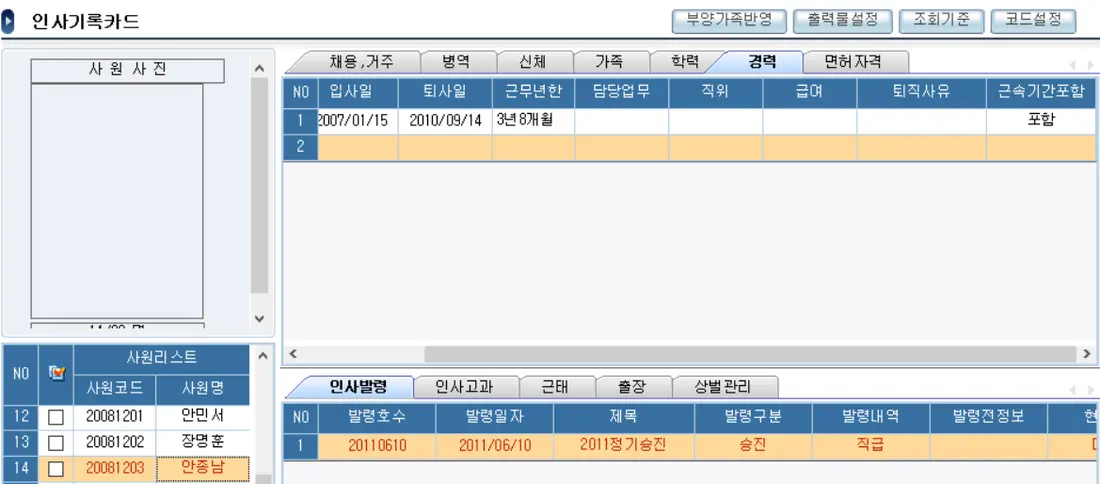 인사기록카드
부양가족반영 출력물설정 조회기준 코드설정
사 원 사 진
채용,거주 병역 신체 가족 학력 경력 면허자격
NO 입사일 퇴사일 근무년한 담당업무 직위 급여 퇴직사유 근속기간포함
1 2007/01/15 2010/09/14 3년8개월 포함
2
NO 사원리스트
사원코드 사원명
12 20081201 안민서
13 20081202 장명훈
14 20081203 안종남
인사발령 인사고과 근태 출장 상벌관리
NO 발령호수 발령일자 제목 발령구분 발령내역 발령전정보 현
1 20110610 2011/06/10 2011정기승진 승진 직급